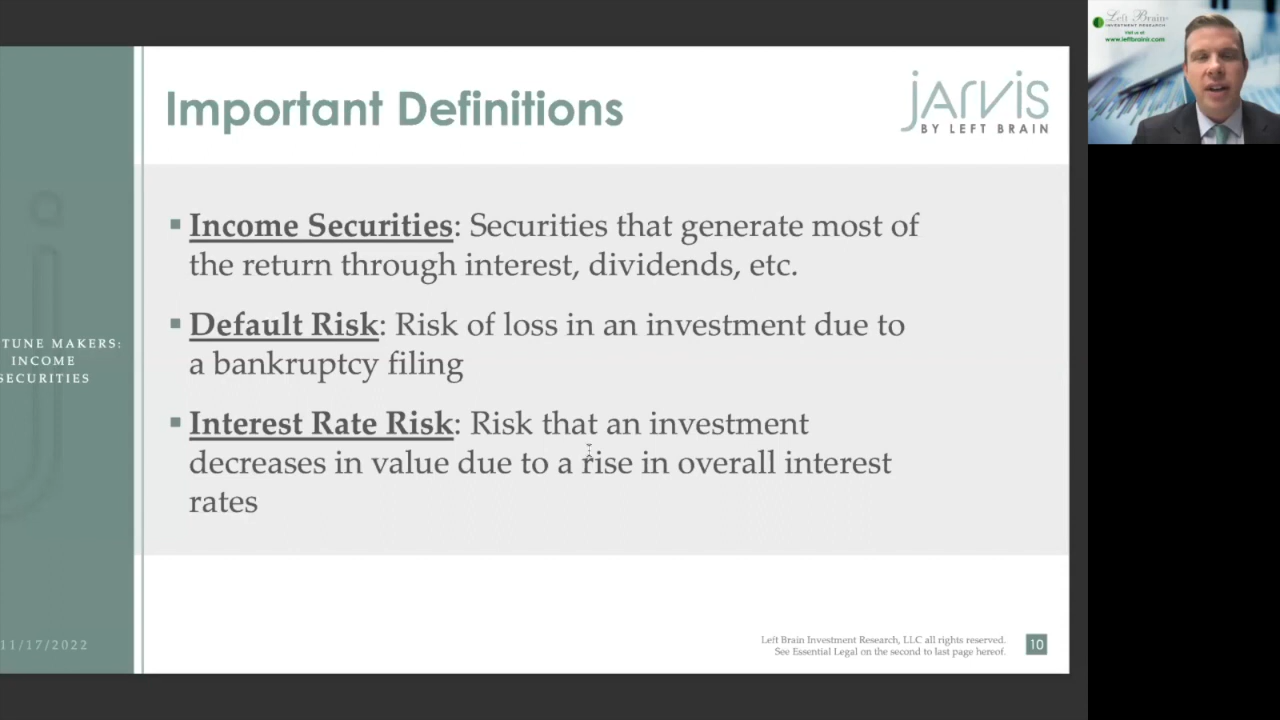 Important Definitions
jarvis
BY LEFT BRAIN
▪ Income Securities: Securities that generate most of
the return through interest, dividends, etc.
▪ Default Risk: Risk of loss in an investment due to
a bankruptcy filing
▪ Interest Rate Risk: Risk that an investment
decreases in value due to a rise in overall interest
rates
TUNE MAKERS:
INCOME
SECURITIES
11/17/2022
Left Brain Investment Research, LLC all rights reserved.
See Essential Legal on the second to last page hereof.
10
Left Brain
INVESTMENT RESEARCH
Visit us at:
www.leftbrainir.com